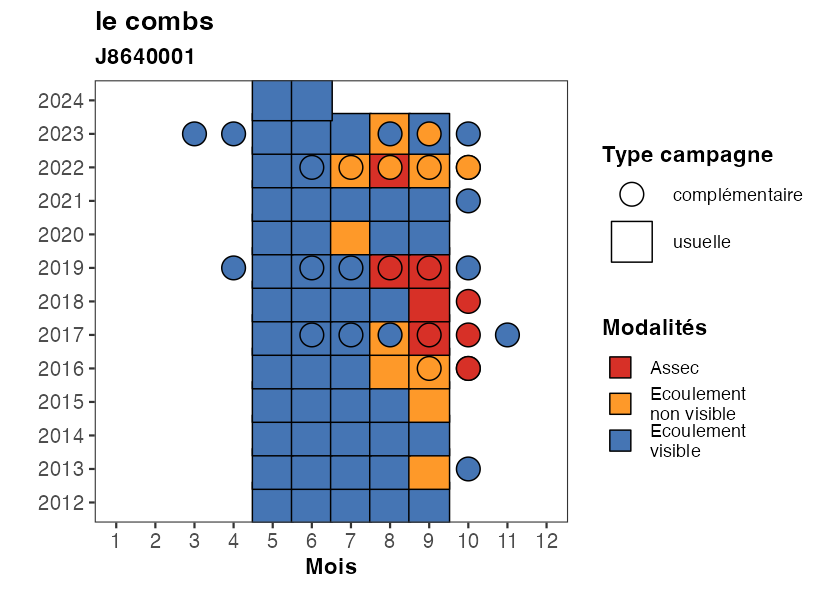 le combs
J8640001
2024
2023
2022
2021
2020
2019
2018
2017
2016
2015
2014
2013
2012
1 2 3 4 5 6 7 8 9 10 11 12
Mois
Type campagne
complémentaire
usuelle
Modalités
Assec
Ecoulement
non visible
Ecoulement
visible